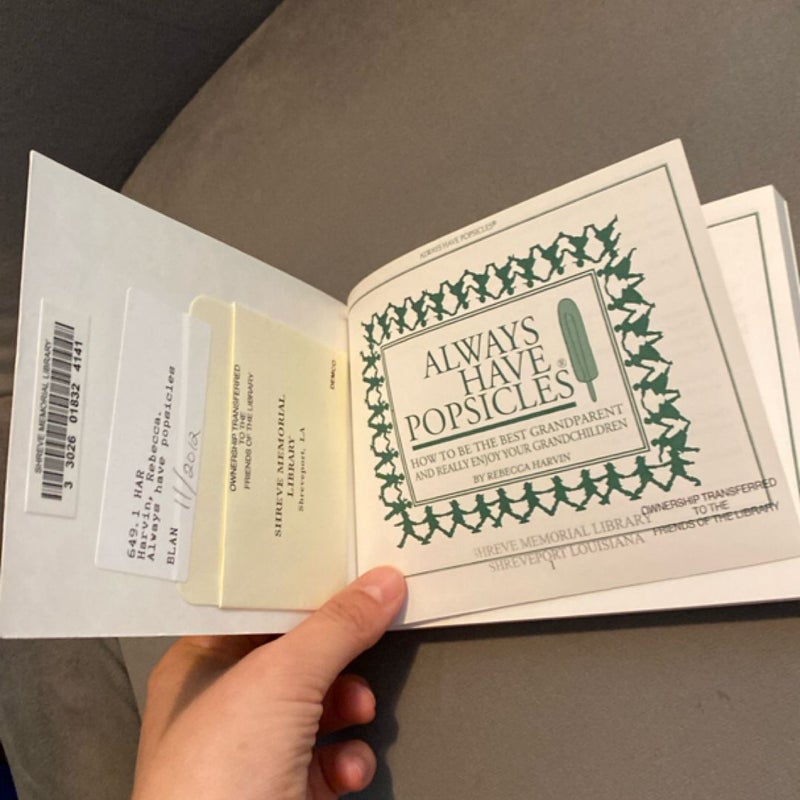 SHREVE MEMORIAL LIBRARY
3 3026 01832 4141
649.1 HAR
Harvin, Rebecca.
Always have popsicles
BLAN 11/2012
OWNERSHIP TRANSFERRED
TO THE
FRIENDS OF THE LIBRARY
SHREVE MEMORIAL
LIBRARY
Shreveport, LA
DEMCO
ALWAYS HAVE POPSICLES®
ALWAYS
HAVE
POPSICLES®
HOW TO BE THE BEST GRANDPARENT
AND REALLY ENJOY YOUR GRANDCHILDREN
BY REBECCA HARVIN
SHREVE MEMORIAL LIBRARY
SHREVEPORT LOUISIANA
1
OWNERSHIP TRANSFERRED
TO THE
FRIENDS OF THE LIBRARY